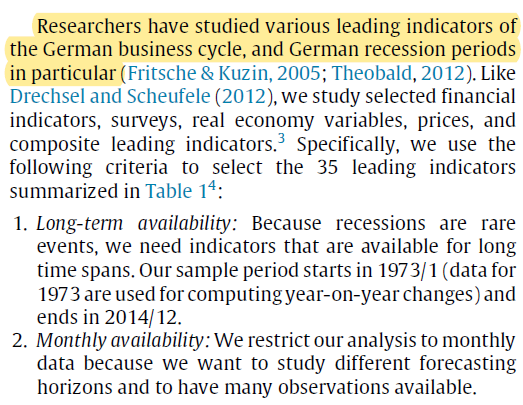 Researchers have studied various leading indicators of
the German business cycle, and German recession periods
in particular (Fritsche & Kuzin, 2005; Theobald, 2012). Like
Drechsel and Scheufele (2012), we study selected financial
indicators, surveys, real economy variables, prices, and
composite leading indicators.³ Specifically, we use the
following criteria to select the 35 leading indicators
summarized in Table 1⁴:
1. Long-term availability: Because recessions are rare
events, we need indicators that are available for long
time spans. Our sample period starts in 1973/1 (data for
1973 are used for computing year-on-year changes) and
ends in 2014/12.
2. Monthly availability: We restrict our analysis to monthly
data because we want to study different forecasting
horizons and to have many observations available.